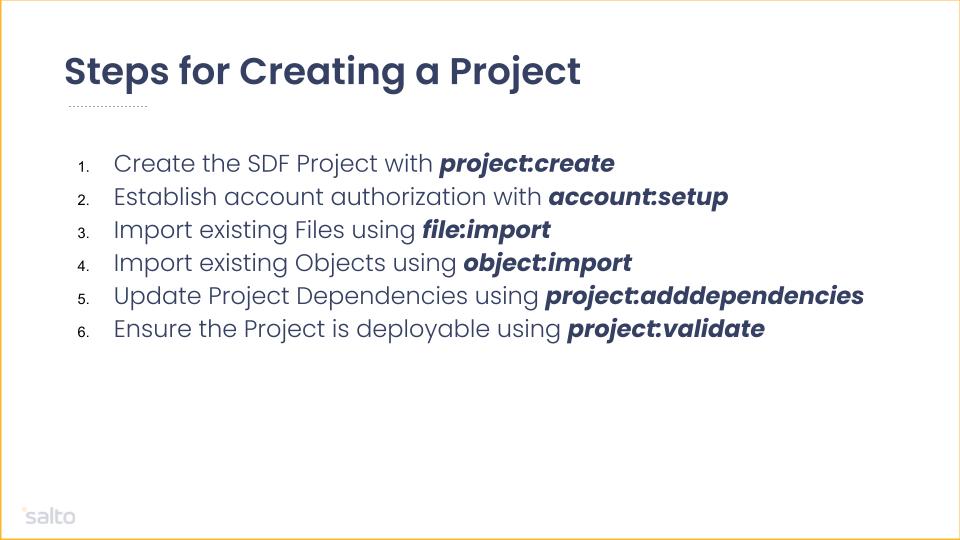 Steps for Creating a Project
1. Create the SDF Project with project:create
2. Establish account authorization with account:setup
3. Import existing Files using file:import
4. Import existing Objects using object:import
5. Update Project Dependencies using project:adddependencies
6. Ensure the Project is deployable using project:validate
salto